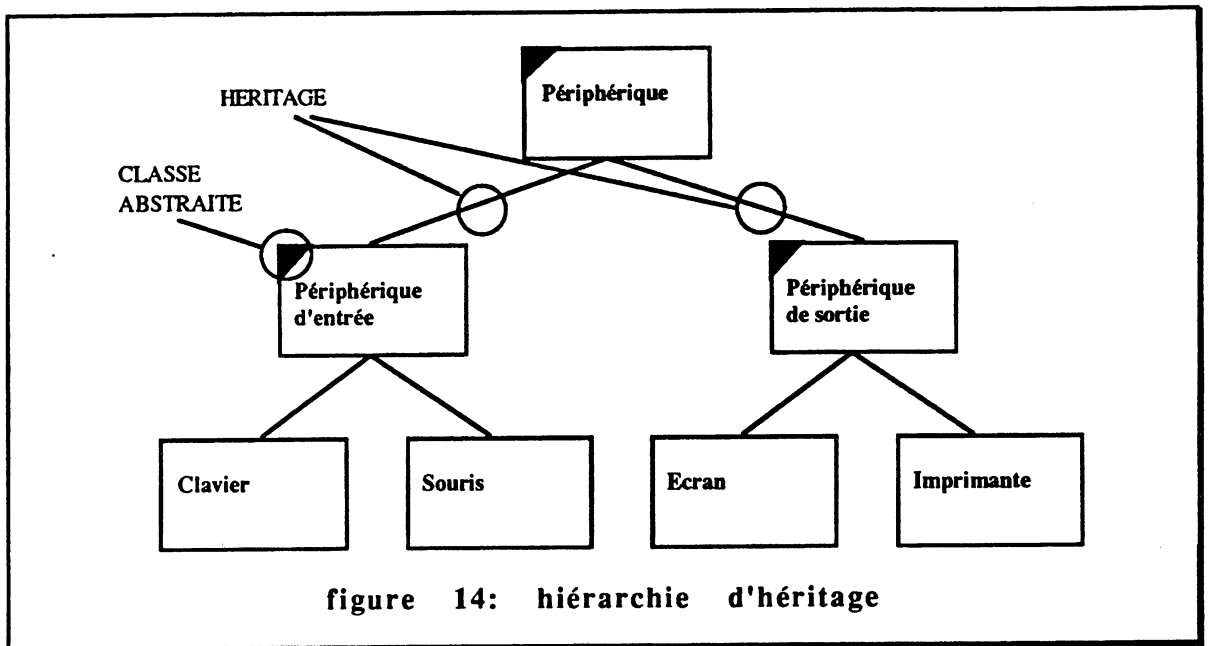 Périphérique
HERITAGE
CLASSE
ABSTRAITE
Périphérique
d'entrée
Périphérique
de sortie
Clavier
Souris
Ecran
Imprimante
figure 14: hiérarchie d'héritage